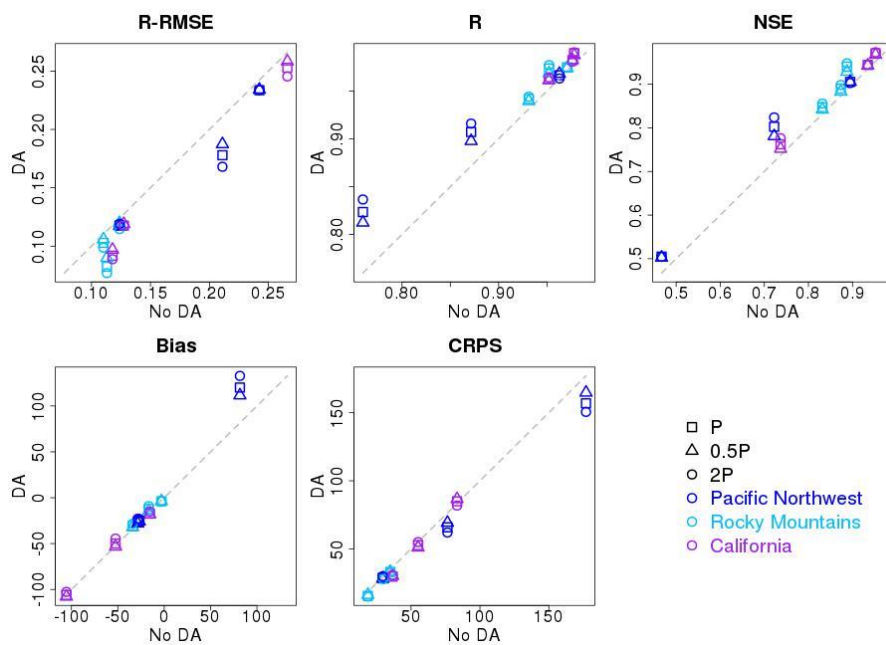 R-RMSE
DA
0.10 0.15 0.20 0.25
0.10 0.15 0.20 0.25
No DA
R
DA
0.80 0.90
0.80 0.90
No DA
NSE
DA
0.5 0.6 0.7 0.8 0.9
0.5 0.6 0.7 0.8 0.9
No DA
Bias
DA
-100 -50 0 50 100
-100 -50 0 50 100
No DA
CRPS
DA
50 100 150
50 100 150
No DA
P
0.5P
2P
Pacific Northwest
Rocky Mountains
California